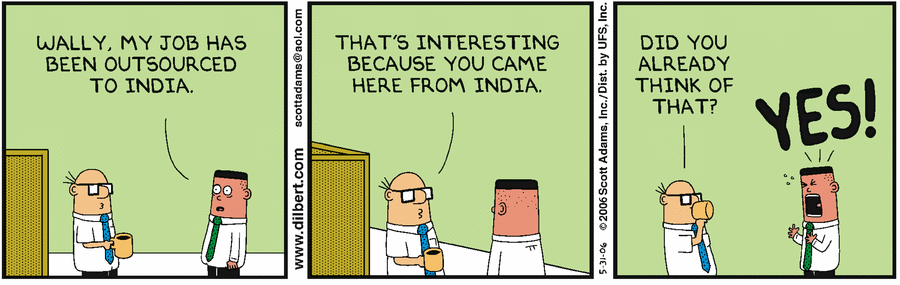 WALLY, MY JOB HAS
BEEN OUTSOURCED
TO INDIA.
www.dilbert.com scottadams@aol.com
THAT'S INTERESTING
BECAUSE YOU CAME
HERE FROM INDIA.
5-31-06 ©2006 Scott Adams, Inc./Dist. by UFS, Inc.
DID YOU
ALREADY
THINK OF
THAT?
YES!